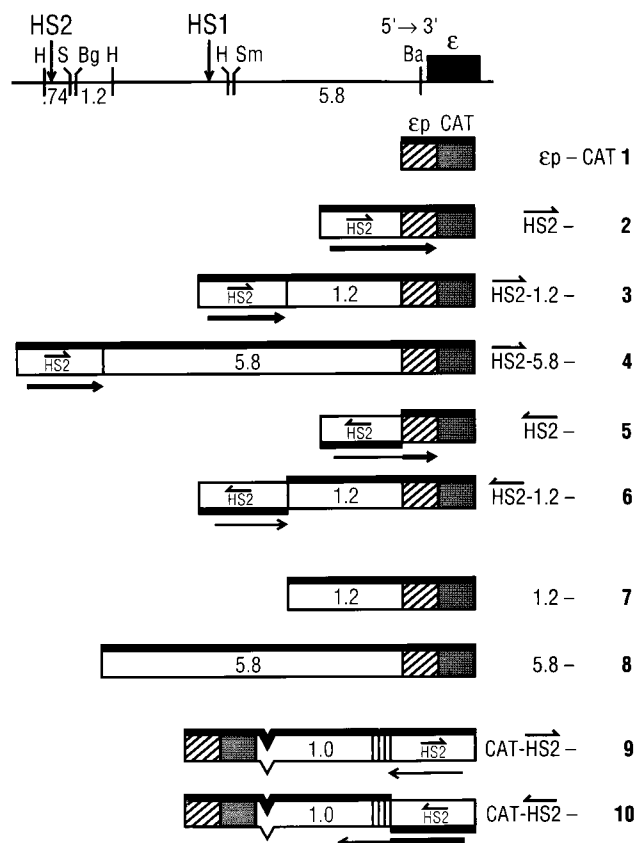 HS2 HS1 5' → 3' ε
H S Bg H H Sm Ba
.74 1.2 5.8
εp CAT
εp – CAT 1
HS2 HS2 – 2
HS2 1.2 HS2-1.2 – 3
HS2 5.8 HS2-5.8 – 4
HS2 HS2 – 5
HS2 1.2 HS2-1.2 – 6
1.2 1.2 – 7
5.8 5.8 – 8
1.0 HS2 CAT-HS2 – 9
1.0 HS2 CAT-HS2 – 10